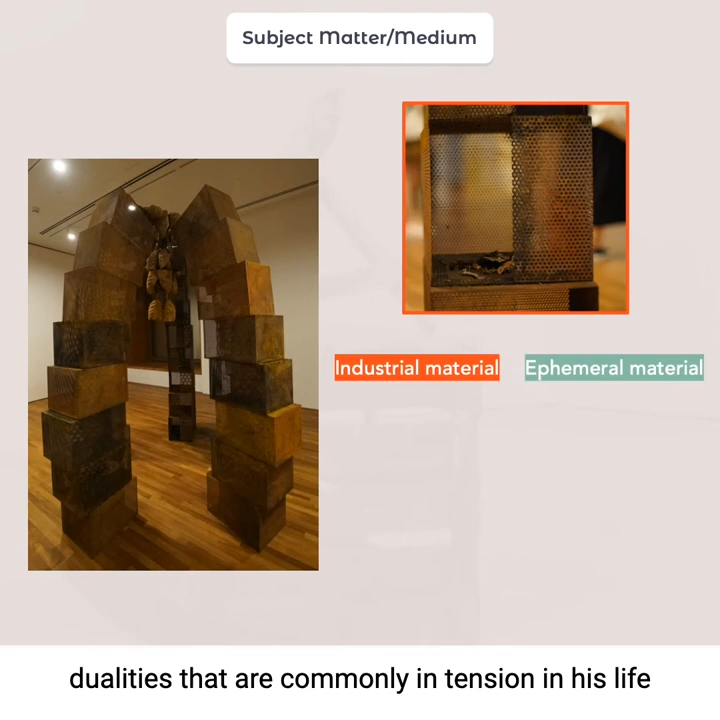 Subject Matter/Medium
Industrial material
Ephemeral material
dualities that are commonly in tension in his life